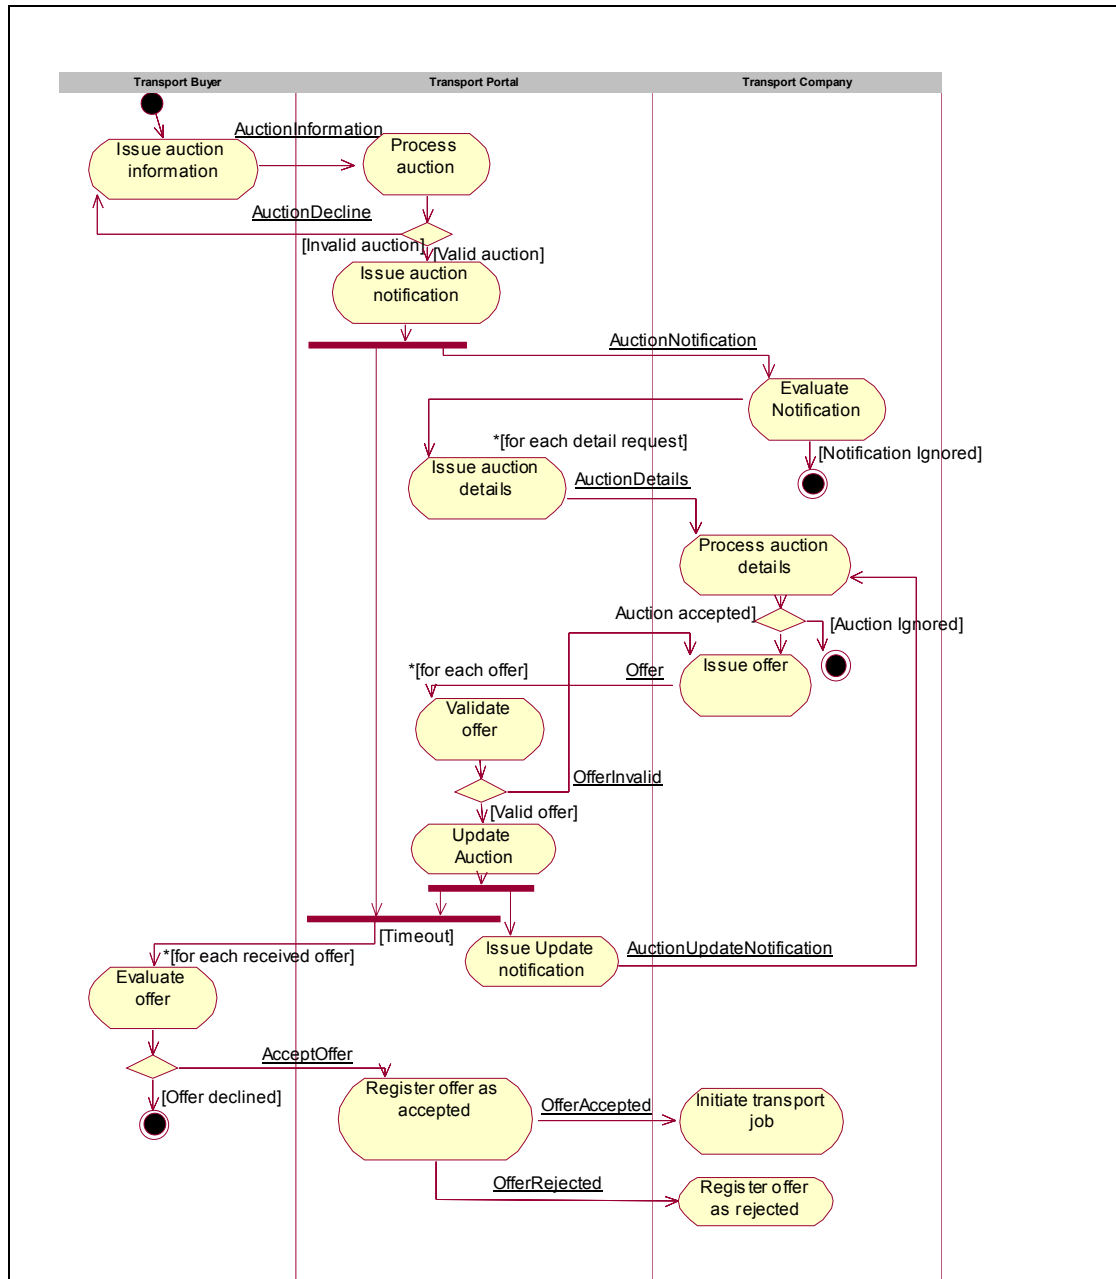 Transport Buyer
Transport Portal
Transport Company
AuctionInformation
Issue auction
information
Process
auction
AuctionDecline
[Invalid auction]
[Valid auction]
Issue auction
notification
AuctionNotification
Evaluate
Notification
*[for each detail request]
[Notification Ignored]
Issue auction
details
AuctionDetails
Process auction
details
Auction accepted]
[Auction Ignored]
*[for each offer]
Offer
Issue offer
Validate
offer
OfferInvalid
[Valid offer]
Update
Auction
[Timeout]
*[for each received offer]
Issue Update
notification
AuctionUpdateNotification
Evaluate
offer
AcceptOffer
[Offer declined]
Register offer as
accepted
OfferAccepted
Initiate transport
job
OfferRejected
Register offer
as rejected